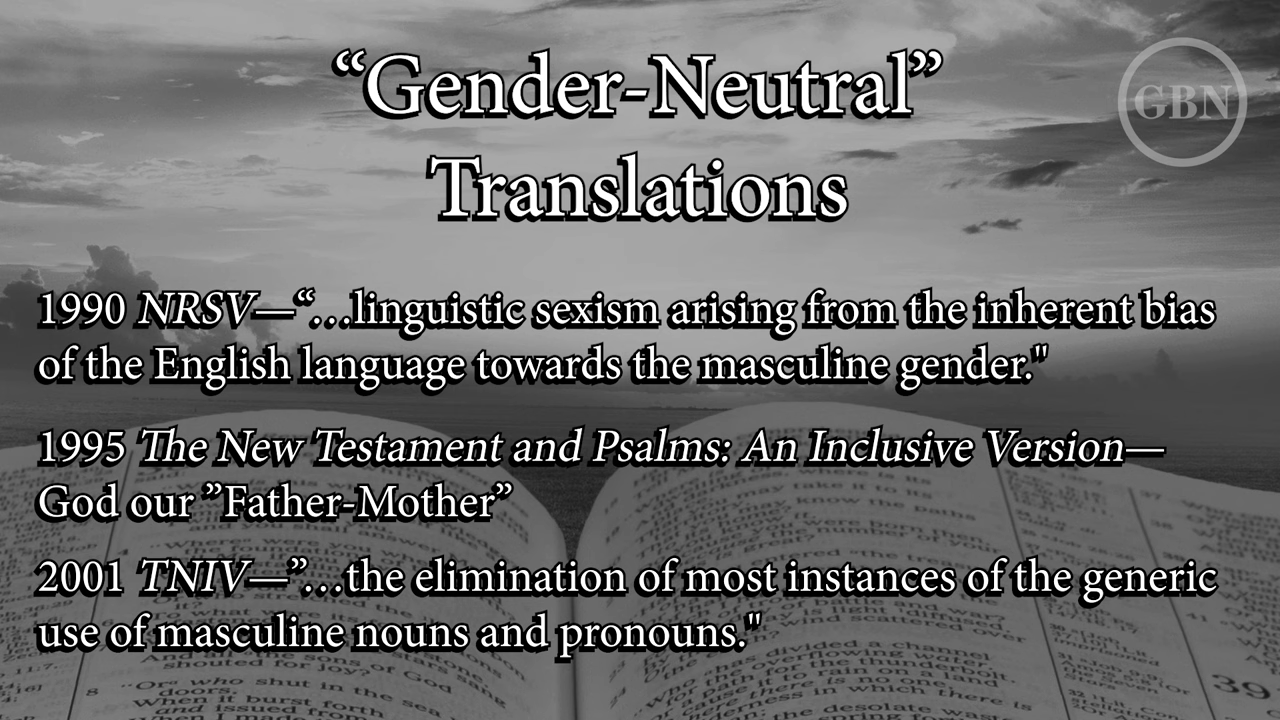 “Gender-Neutral”
Translations
GBN
1990 NRSV—“…linguistic sexism arising from the inherent bias
of the English language towards the masculine gender."
1995 The New Testament and Psalms: An Inclusive Version—
God our ”Father-Mother”
2001 TNIV—”…the elimination of most instances of the generic
use of masculine nouns and pronouns."